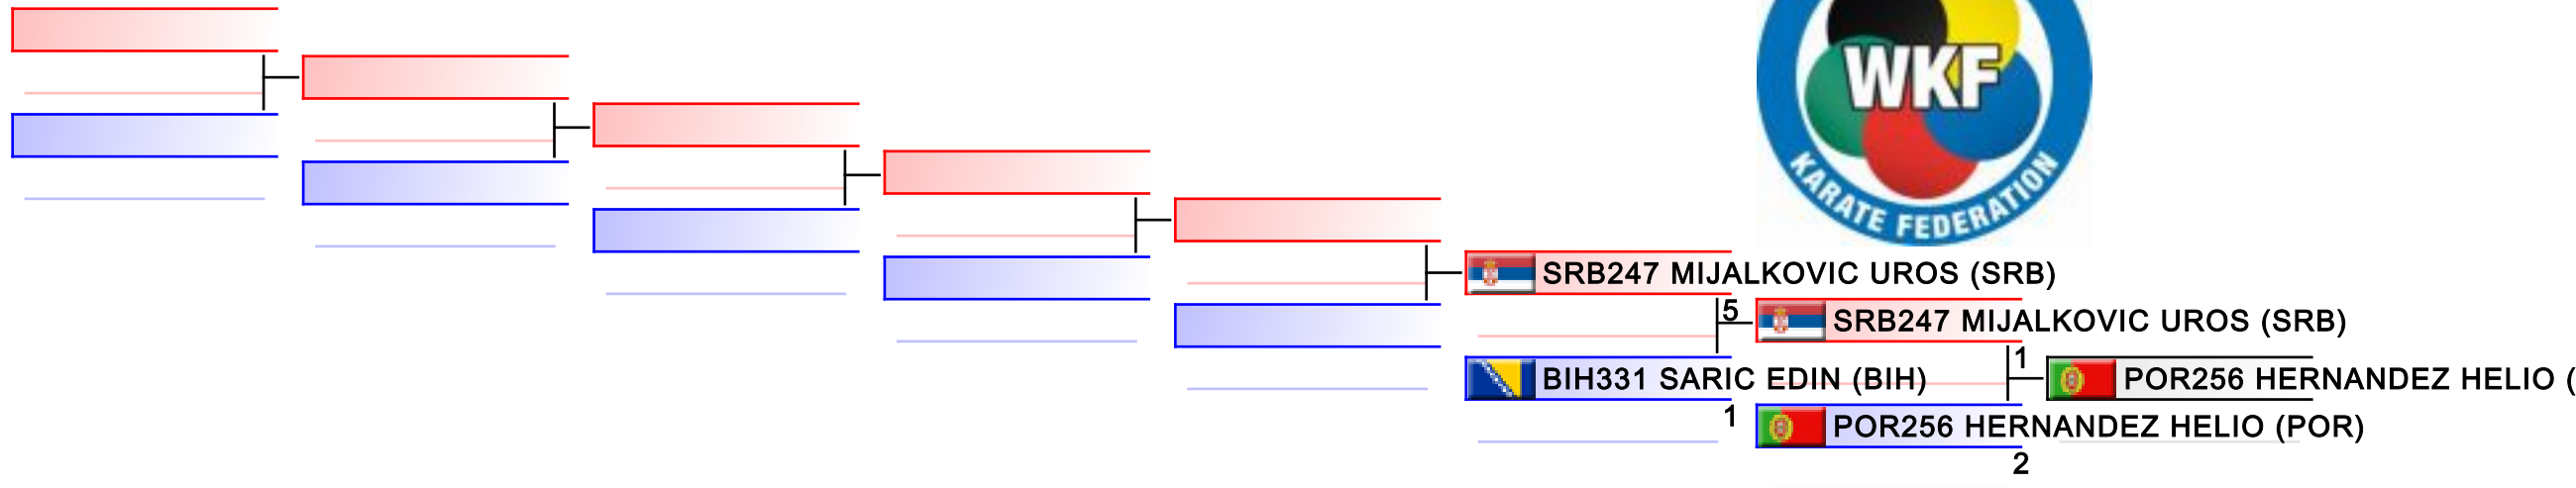 WKF
KARATE FEDERATION
SRB247 MIJALKOVIC UROS (SRB)
5
SRB247 MIJALKOVIC UROS (SRB)
1
BIH331 SARIC EDIN (BIH)
POR256 HERNANDEZ HELIO (
1
POR256 HERNANDEZ HELIO (POR)
2